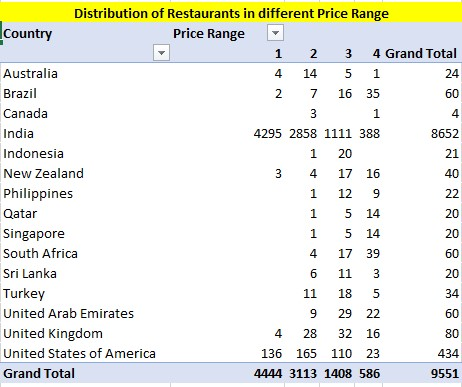 Distribution of Restaurants in different Price Range
Country Price Range
1 2 3 4 Grand Total
Australia 4 14 5 1 24
Brazil 2 7 16 35 60
Canada 3 1 4
India 4295 2858 1111 388 8652
Indonesia 1 20 21
New Zealand 3 4 17 16 40
Philippines 1 12 9 22
Qatar 1 5 14 20
Singapore 1 5 14 20
South Africa 4 17 39 60
Sri Lanka 6 11 3 20
Turkey 11 18 5 34
United Arab Emirates 9 29 22 60
United Kingdom 4 28 32 16 80
United States of America 136 165 110 23 434
Grand Total 4444 3113 1408 586 9551